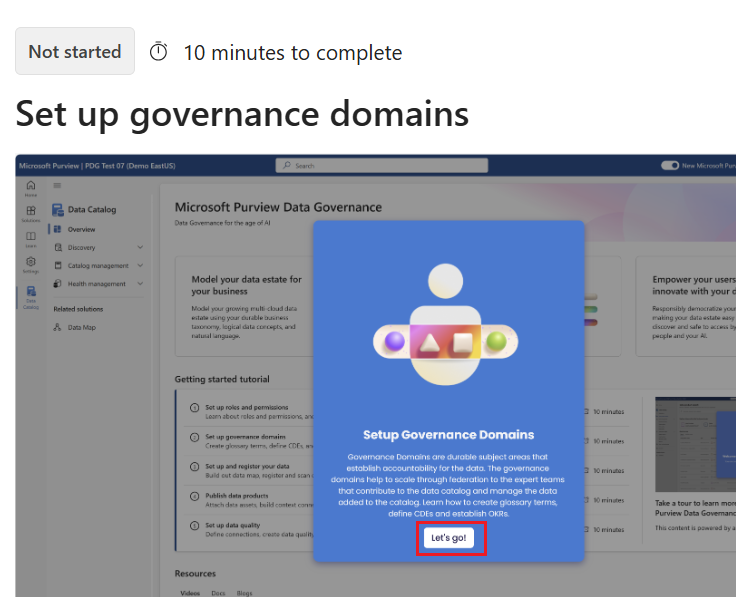 Not started
10 minutes to complete
Set up governance domains
Microsoft Purview | PDG Test 07 (Demo EastUS)
Search
New Microsoft Purv
Home
Solutions
Learn
Settings
Data
Catalog
Data Catalog
Overview
Discovery
Catalog management
Health management
Related solutions
Data Map
Microsoft Purview Data Governance
Data Governance for the age of AI
Model your data estate for
your business
Model your growing multi-cloud data
estate using your durable business
taxonomy, logical data concepts, and
natural language.
Empower your users
innovate with your d
Responsibly democratize your
making your data estate easy
discover and safe to access by
people and your AI.
Getting started tutorial
Set up roles and permissions
Learn about roles and permissions, an
10 minutes
Set up governance domains
Create glossary terms, define CDEs, an
10 minutes
Set up and register your data
Build out data map, register and scan
10 minutes
Publish data products
Attach data assets, build context conne
10 minutes
Set up data quality
Define connections, create data quality
10 minutes
Take a tour to learn more
Purview Data Governanc
This content is powered by a
Setup Governance Domains
Governance Domains are durable subject areas that
establish accountability for the data. The governance
domains help to scale through federation to the expert teams
that contribute to the data catalog and manage the data
added to the catalog. Learn how to create glossary terms,
define CDEs and establish OKRs.
Let's go!
Resources
Videos Docs Blogs